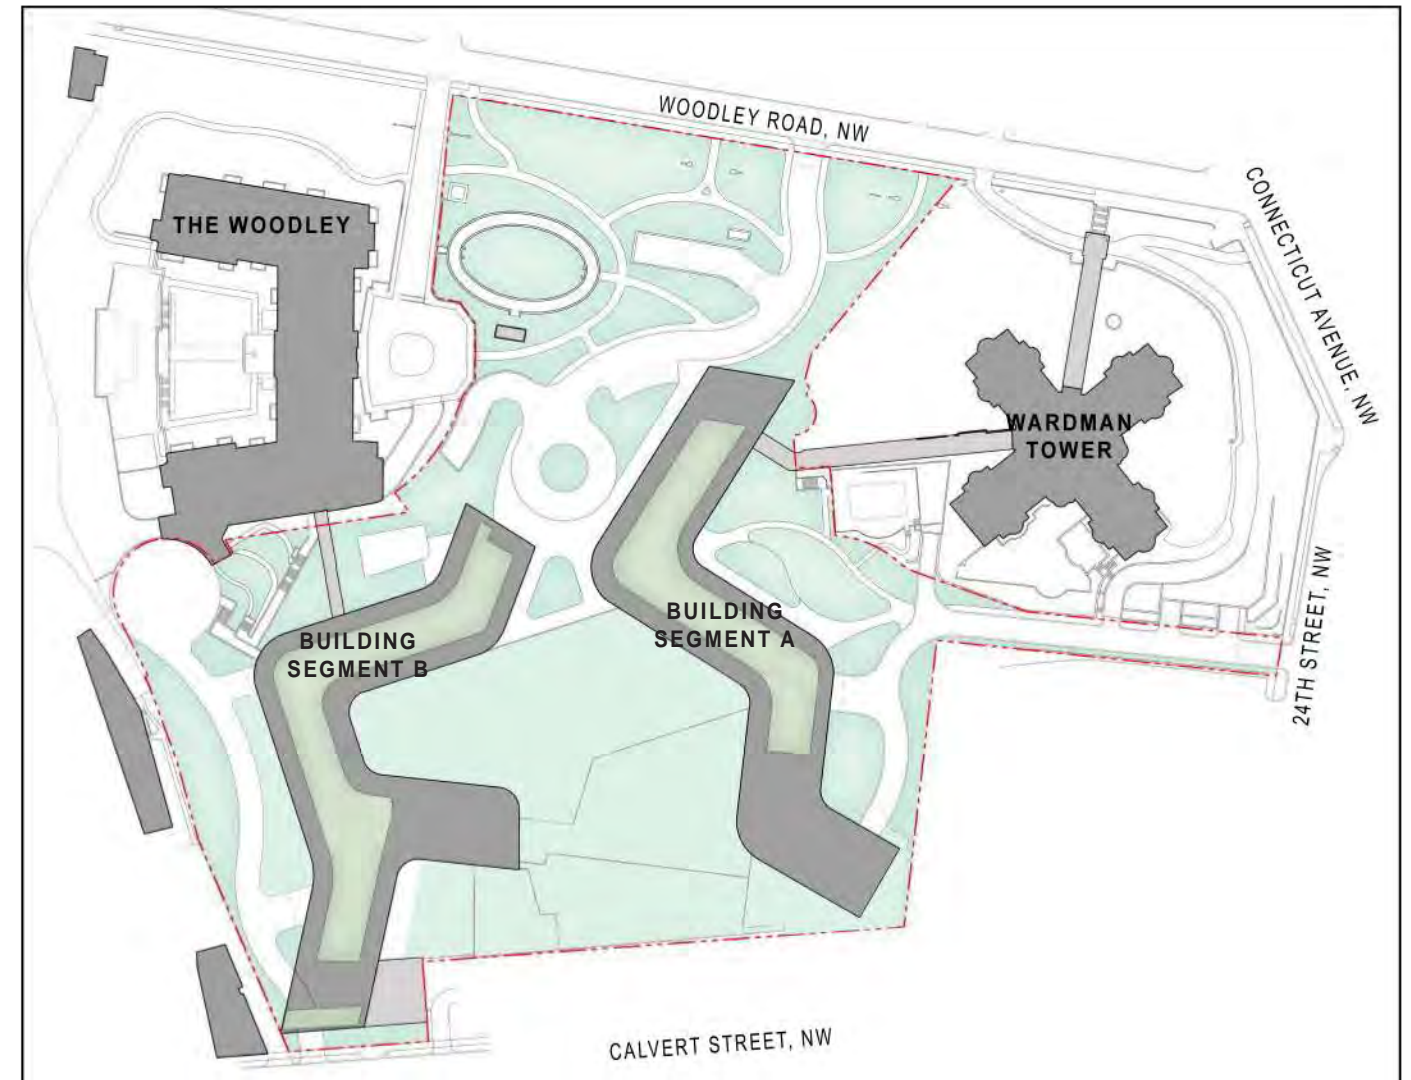 WOODLEY ROAD, NW
CONNECTICUT AVENUE, NW
THE WOODLEY
WARDMAN
TOWER
BUILDING
SEGMENT A
BUILDING
SEGMENT B
24TH STREET, NW
CALVERT STREET, NW